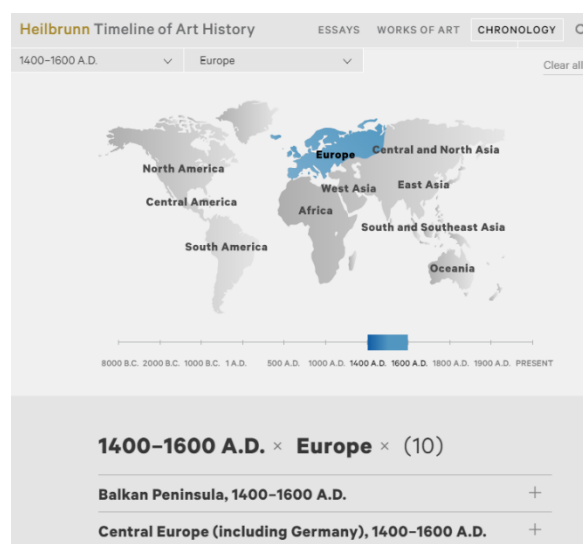 Heilbrunn Timeline of Art History ESSAYS WORKS OF ART CHRONOLOGY
1400–1600 A.D. Europe
Clear all
Europe Central and North Asia
North America
West Asia East Asia
Central America
Africa
South and Southeast Asia
South America
Oceania
8000 B.C. 2000 B.C. 1000 B.C. 1 A.D. 500 A.D. 1000 A.D. 1400 A.D. 1600 A.D. 1800 A.D. 1900 A.D. PRESENT
1400–1600 A.D. × Europe × (10)
Balkan Peninsula, 1400–1600 A.D. +
Central Europe (including Germany), 1400–1600 A.D. +